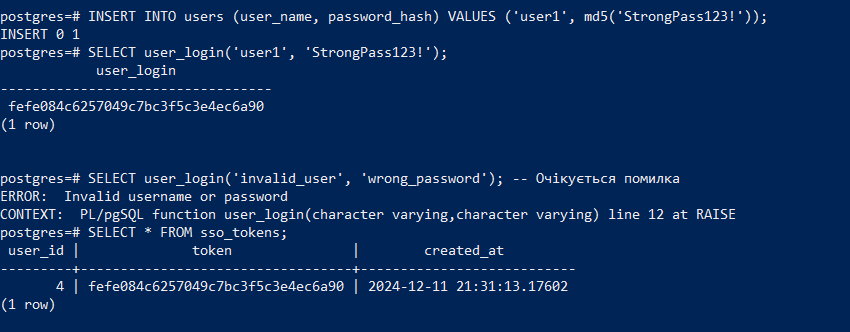 postgres=# INSERT INTO users (user_name, password_hash) VALUES ('user1', md5('StrongPass123!'));
INSERT 0 1
postgres=# SELECT user_login('user1', 'StrongPass123!');
            user_login
----------------------------------
 fefe084c6257049c7bc3f5c3e4ec6a90
(1 row)
postgres=# SELECT user_login('invalid_user', 'wrong_password'); -- Очікується помилка
ERROR:  Invalid username or password
CONTEXT:  PL/pgSQL function user_login(character varying,character varying) line 12 at RAISE
postgres=# SELECT * FROM sso_tokens;
 user_id |              token               |        created_at
---------+----------------------------------+---------------------------
       4 | fefe084c6257049c7bc3f5c3e4ec6a90 | 2024-12-11 21:31:13.17602
(1 row)